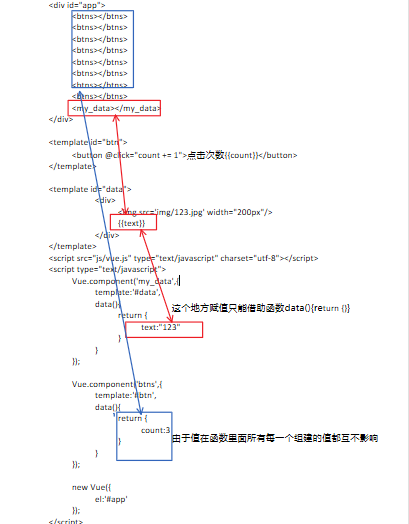 <div id="app">
<btns></btns>
<btns></btns>
<btns></btns>
<btns></btns>
<btns></btns>
<btns></btns>
<btns></btns>
<btns></btns>
<my_data></my_data>
</div>
<template id="btn">
<button @click="count += 1">点击次数{{count}}</button>
</template>
<template id="data">
<div>
<img src='img/123.jpg' width="200px"/>
{{text}}
</div>
</template>
<script src="js/vue.js" type="text/javascript" charset="utf-8"></script>
<script type="text/javascript">
Vue.component('my_data',{
template:'#data',
data(){
这个地方赋值只能借助函数data(){return {}}
return {
text:"123"
}
}
});
Vue.component('btns',{
template:'#btn',
data(){
return {
count:3
由于值在函数里面所有每一个组建的值都互不影响
}
}
});
new Vue({
el:'#app'
});
</script>